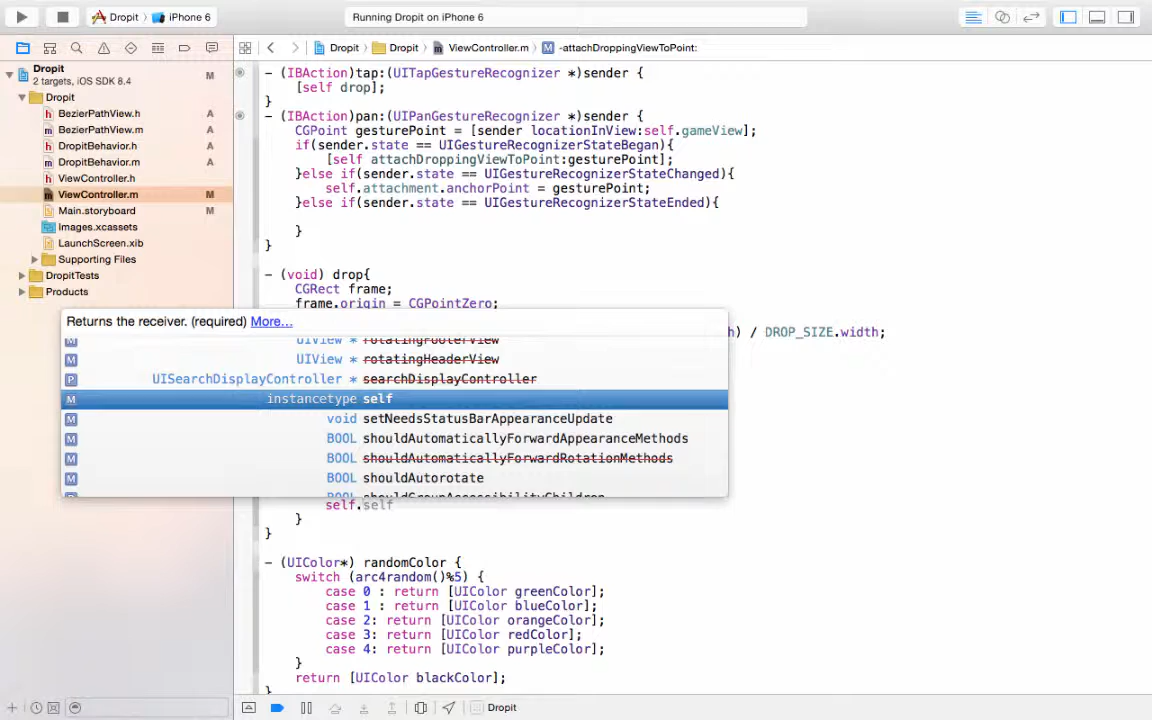 Dropit
iPhone 6
Running Dropit on iPhone 6
Dropit
Dropit
ViewController.m
-attachDroppingViewToPoint:
Dropit
2 targets, iOS SDK 8.4
M
Dropit
BezierPathView.h A
BezierPathView.m A
DropitBehavior.h A
DropitBehavior.m A
ViewController.h
ViewController.m M
Main.storyboard M
Images.xcassets
LaunchScreen.xib
Supporting Files
DropitTests
Products
- (IBAction)tap:(UITapGestureRecognizer *)sender {
[self drop];
}
- (IBAction)pan:(UIPanGestureRecognizer *)sender {
CGPoint gesturePoint = [sender locationInView:self.gameView];
if(sender.state == UIGestureRecognizerStateBegan){
[self attachDroppingViewToPoint:gesturePoint];
}else if(sender.state == UIGestureRecognizerStateChanged){
self.attachment.anchorPoint = gesturePoint;
}else if(sender.state == UIGestureRecognizerStateEnded){
}
}
- (void) drop{
CGRect frame;
frame.origin = CGPointZero;
h) / DROP_SIZE.width;
Returns the receiver. (required) More...
UIView * rotatingFooterView
M UIView * rotatingHeaderView
P UISearchDisplayController * searchDisplayController
M instancetype self
M void setNeedsStatusBarAppearanceUpdate
M BOOL shouldAutomaticallyForwardAppearanceMethods
M BOOL shouldAutomaticallyForwardRotationMethods
M BOOL shouldAutorotate
P BOOL shouldGroupAccessibilityChildren
self.self
}
}
- (UIColor*) randomColor {
switch (arc4random()%5) {
case 0 : return [UIColor greenColor];
case 1 : return [UIColor blueColor];
case 2: return [UIColor orangeColor];
case 3: return [UIColor redColor];
case 4: return [UIColor purpleColor];
}
return [UIColor blackColor];
}
Dropit